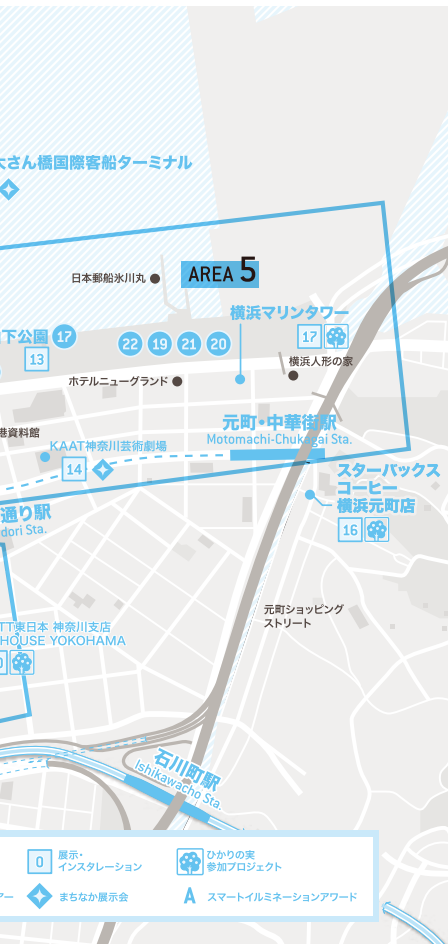 大さん橋国際客船ターミナル
日本郵船氷川丸
AREA 5
横浜マリンタワー
17
下公園 17
13
22 19 21 20
横浜人形の家
ホテルニューグランド
元町・中華街駅
Motomachi-Chukagai Sta.
港資料館
KAAT神奈川芸術劇場
14
スターバックス
コーヒー
横浜元町店
16
通り駅
dori Sta.
元町ショッピング
ストリート
TT東日本 神奈川支店
HOUSE YOKOHAMA
石川町駅
Ishikawacho Sta.
0 展示・
インスタレーション
ひかりの実
参加プロジェクト
アー
まちなか展示会
A スマートイルミネーションアワード